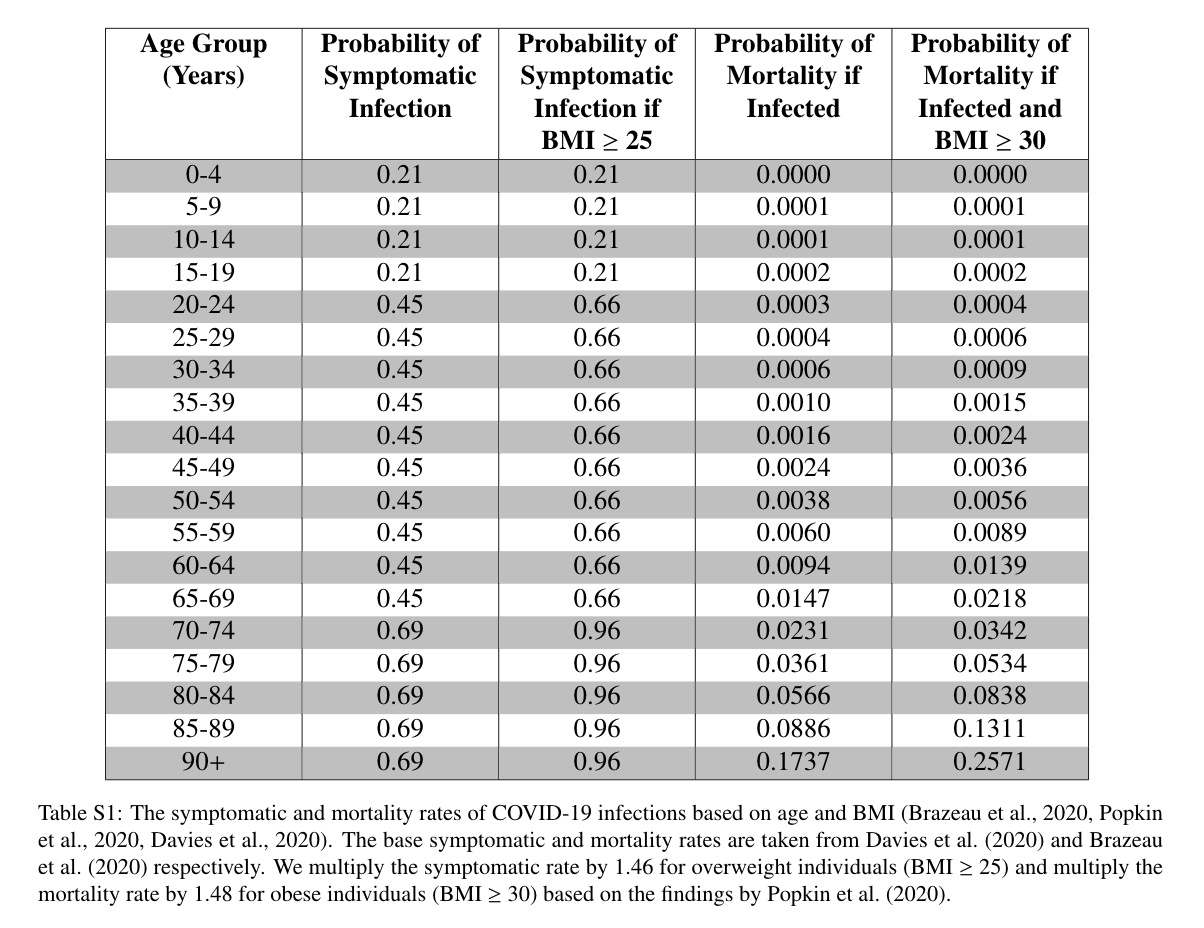 Age Group (Years) | Probability of Symptomatic Infection | Probability of Symptomatic Infection if BMI ≥ 25 | Probability of Mortality if Infected | Probability of Mortality if Infected and BMI ≥ 30
0-4 | 0.21 | 0.21 | 0.0000 | 0.0000
5-9 | 0.21 | 0.21 | 0.0001 | 0.0001
10-14 | 0.21 | 0.21 | 0.0001 | 0.0001
15-19 | 0.21 | 0.21 | 0.0002 | 0.0002
20-24 | 0.45 | 0.66 | 0.0003 | 0.0004
25-29 | 0.45 | 0.66 | 0.0004 | 0.0006
30-34 | 0.45 | 0.66 | 0.0006 | 0.0009
35-39 | 0.45 | 0.66 | 0.0010 | 0.0015
40-44 | 0.45 | 0.66 | 0.0016 | 0.0024
45-49 | 0.45 | 0.66 | 0.0024 | 0.0036
50-54 | 0.45 | 0.66 | 0.0038 | 0.0056
55-59 | 0.45 | 0.66 | 0.0060 | 0.0089
60-64 | 0.45 | 0.66 | 0.0094 | 0.0139
65-69 | 0.45 | 0.66 | 0.0147 | 0.0218
70-74 | 0.69 | 0.96 | 0.0231 | 0.0342
75-79 | 0.69 | 0.96 | 0.0361 | 0.0534
80-84 | 0.69 | 0.96 | 0.0566 | 0.0838
85-89 | 0.69 | 0.96 | 0.0886 | 0.1311
90+ | 0.69 | 0.96 | 0.1737 | 0.2571
Table S1: The symptomatic and mortality rates of COVID-19 infections based on age and BMI (Brazeau et al., 2020, Popkin
et al., 2020, Davies et al., 2020). The base symptomatic and mortality rates are taken from Davies et al. (2020) and Brazeau
et al. (2020) respectively. We multiply the symptomatic rate by 1.46 for overweight individuals (BMI ≥ 25) and multiply the
mortality rate by 1.48 for obese individuals (BMI ≥ 30) based on the findings by Popkin et al. (2020).